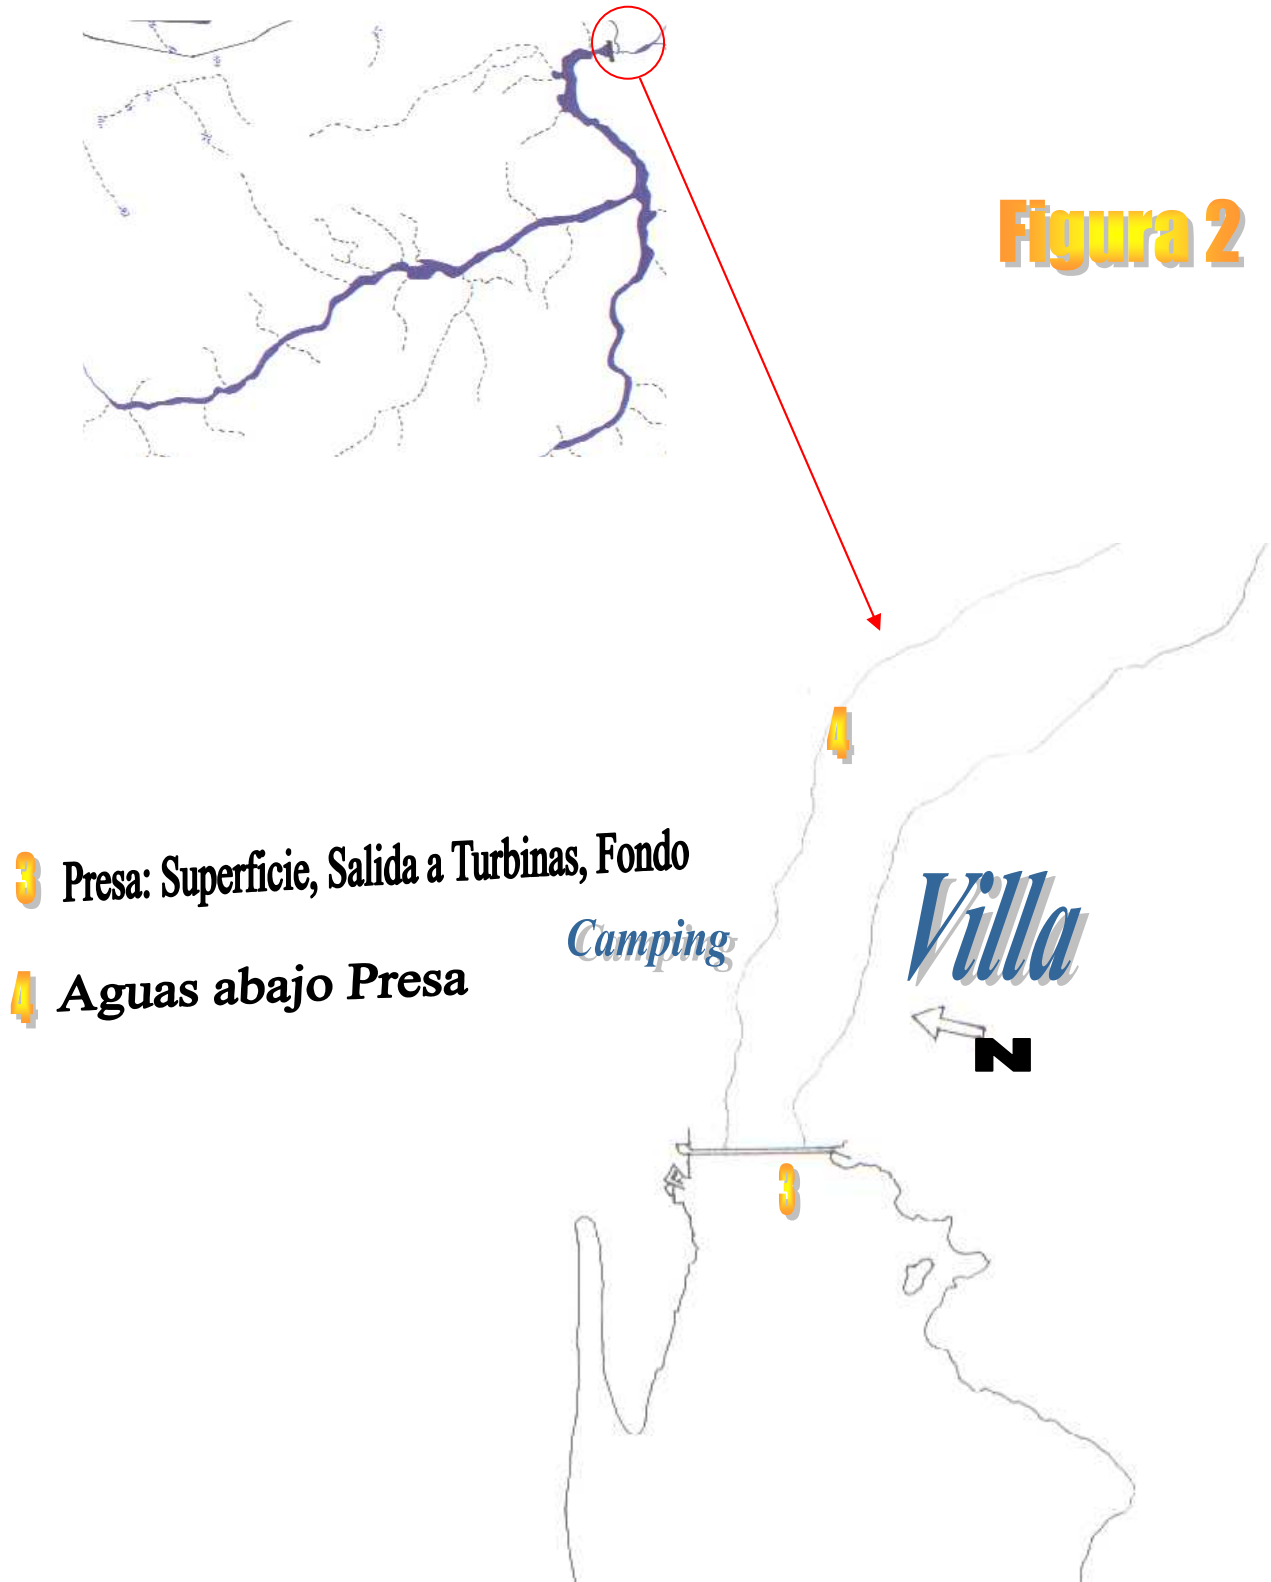 Figura 2
4
3 Presa: Superficie, Salida a Turbinas, Fondo
Villa
Camping
4 Aguas abajo Presa
N
3